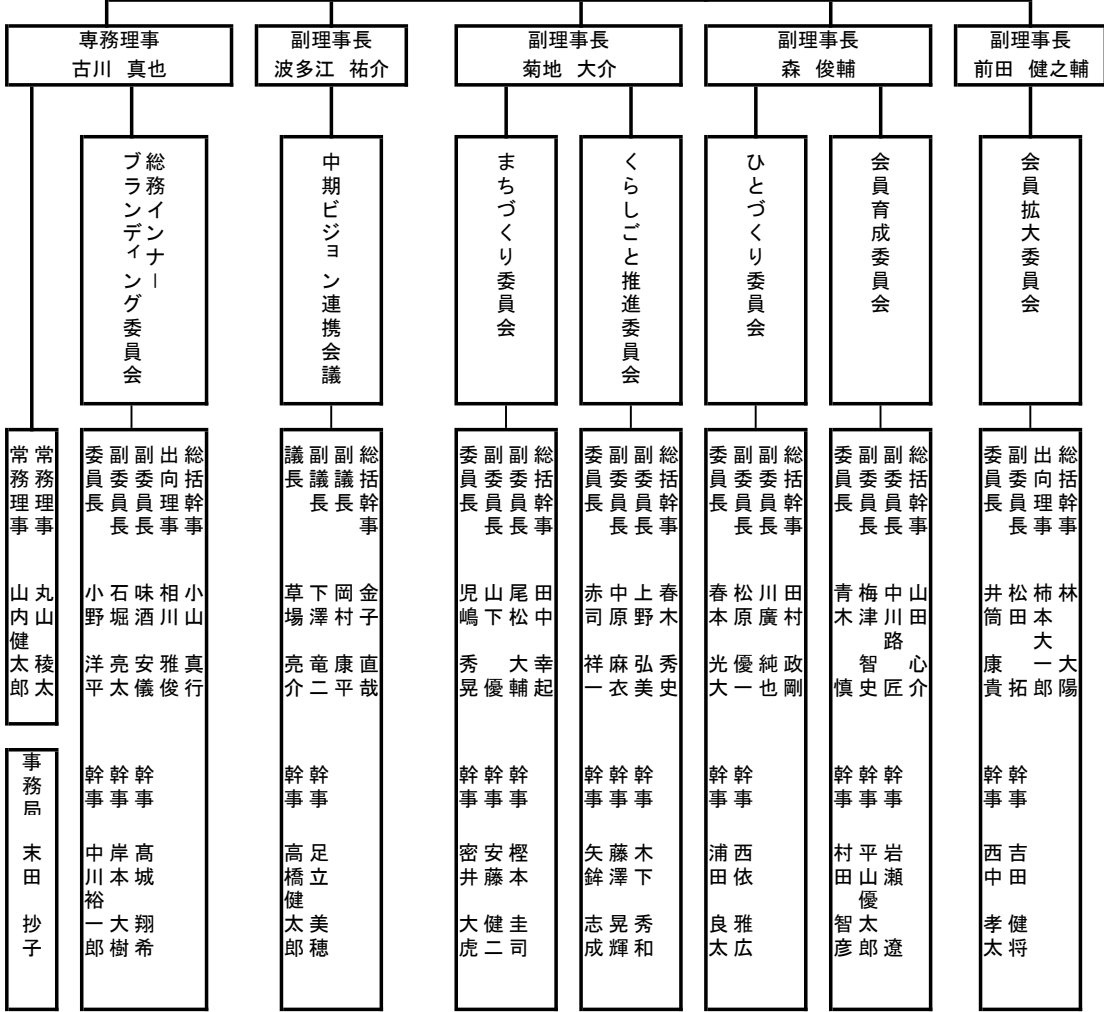 専務理事
古川 真也
副理事長
波多江 祐介
副理事長
菊地 大介
副理事長
森 俊輔
副理事長
前田 健之輔
総務インナー
ブランディング委員会
中期ビジョン連携会議
まちづくり委員会
くらしごと推進委員会
ひとづくり委員会
会員育成委員会
会員拡大委員会
常務理事 山内健太郎
常務理事 丸山 稜太
事務局 末田 抄子
委員長 小野 洋平
副委員長 石堀 亮太
副委員長 味酒 安儀
出向理事 相川 雅俊
総括幹事 小山 真行
幹事 中川裕一郎
幹事 岸本 大樹
幹事 髙城 翔希
議長 草場 亮介
副議長 下澤 竜二
副議長 岡村 康平
総括幹事 金子 直哉
幹事 高橋健太郎
幹事 足立 美穂
委員長 児嶋 秀晃
副委員長 山下 優
副委員長 尾松 大輔
総括幹事 田中 幸起
幹事 密井 大虎
幹事 安藤 健二
幹事 樫本 圭司
委員長 赤司 祥一
副委員長 中原 麻衣
副委員長 上野 弘美
総括幹事 春木 秀史
幹事 矢鉾 志成
幹事 藤澤 晃輝
幹事 木下 秀和
委員長 春本 光大
副委員長 松原 優一
副委員長 川廣 純也
総括幹事 田村 政剛
幹事 浦田 良太
幹事 西依 雅広
委員長 青木 慎
副委員長 梅津 智史
副委員長 中川路 匠
総括幹事 山田 心介
幹事 村田 智彦
幹事 平山優太郎
幹事 岩瀬 遼
委員長 井筒 康貴
副委員長 松田 拓
出向理事 柿本大一郎
総括幹事 林 大陽
幹事 西中 孝太
幹事 吉田 健将